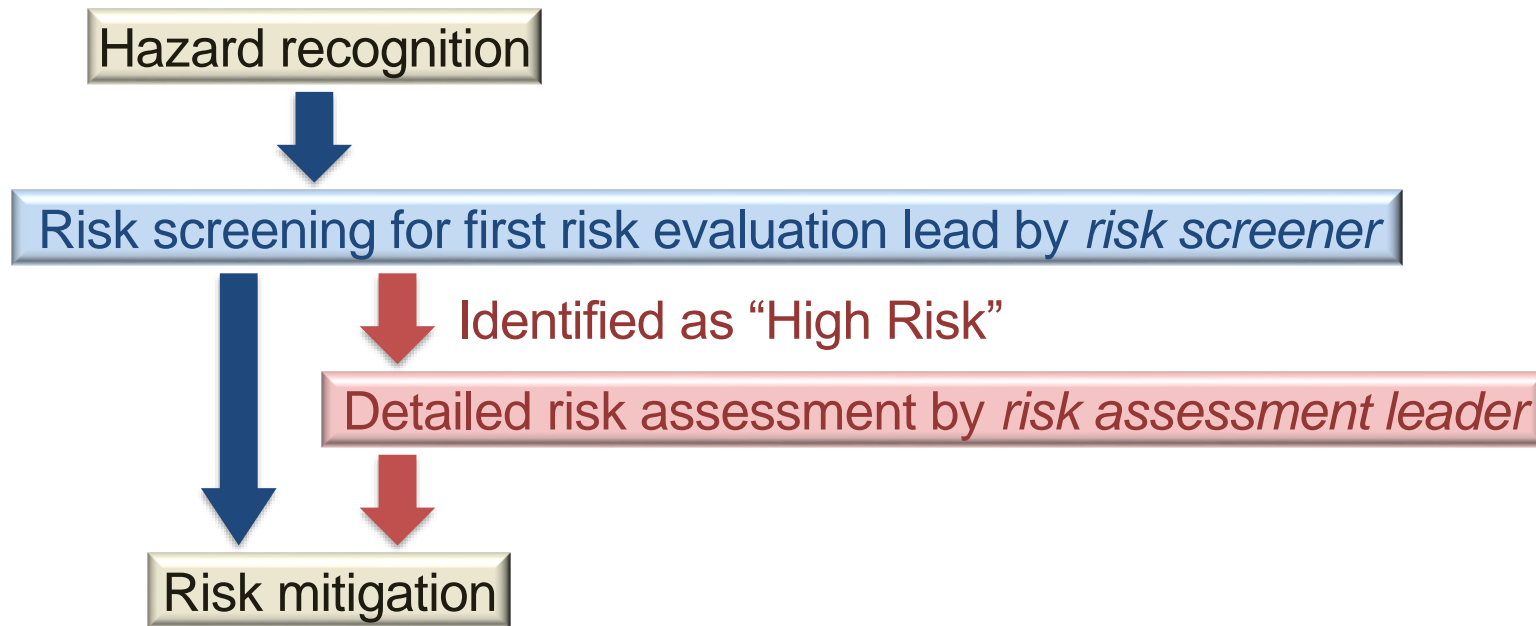 Hazard recognition
Risk screening for first risk evaluation lead by risk screener
Identified as “High Risk”
Detailed risk assessment by risk assessment leader
Risk mitigation